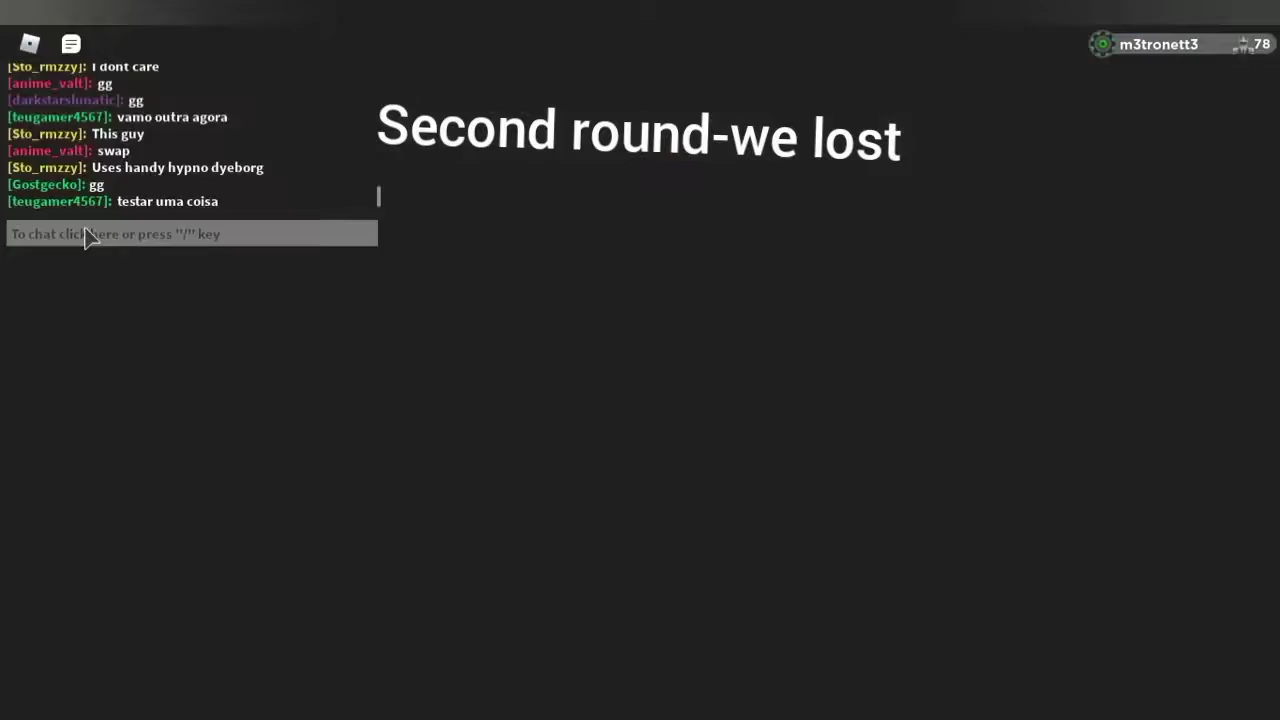 m3tronett3 78
[Sto_rmzzy]: I dont care
[anime_valt]: gg
[darkstarslunatic]: gg
[teugamer4567]: vamo outra agora
[Sto_rmzzy]: This guy
[anime_valt]: swap
[Sto_rmzzy]: Uses handy hypno dyeborg
[Gostgecko]: gg
[teugamer4567]: testar uma coisa
To chat click here or press "/" key
Second round-we lost